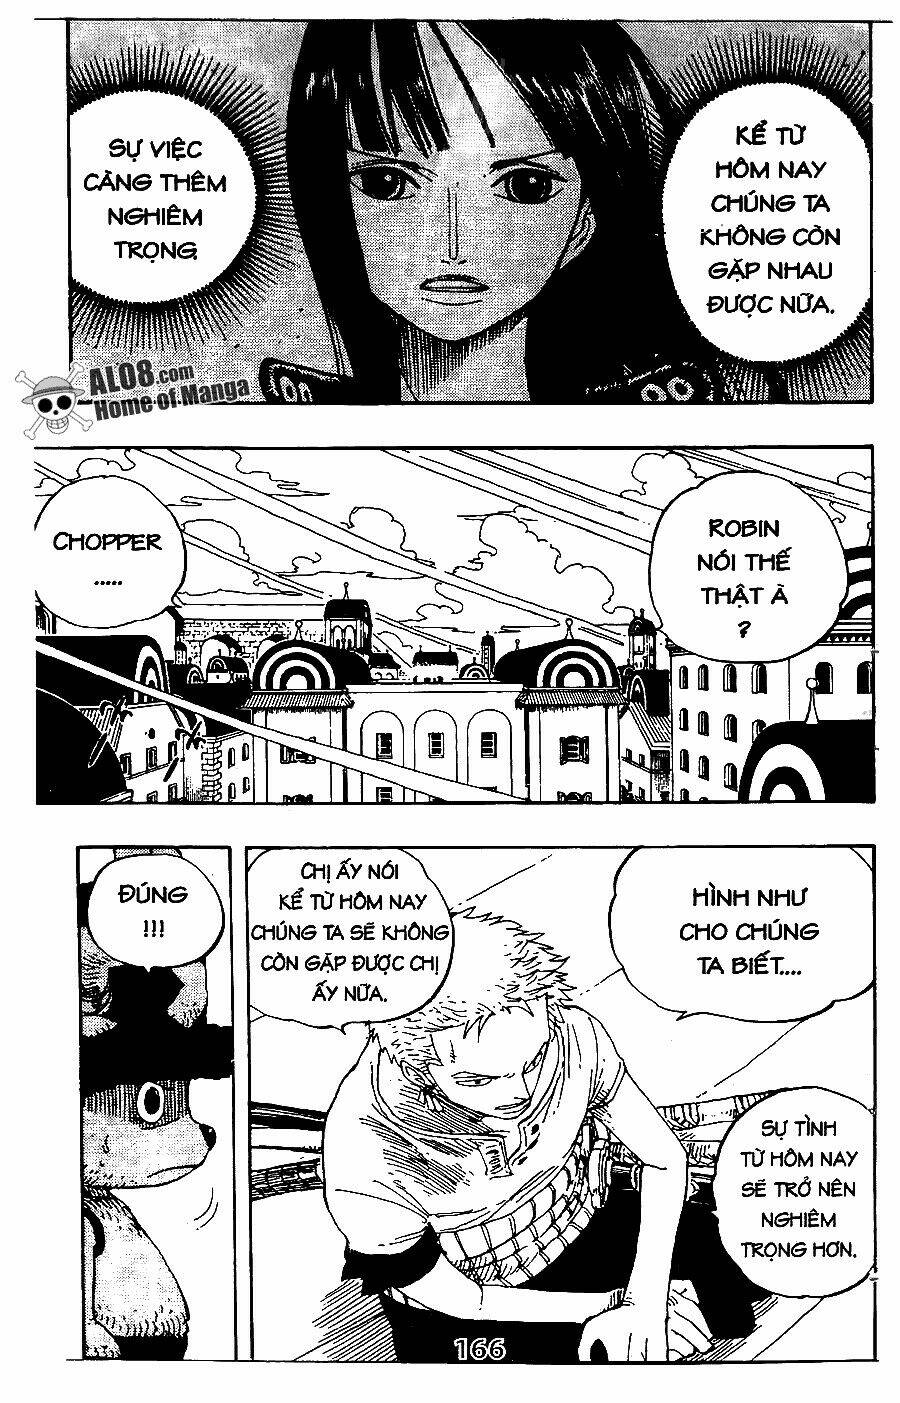 KỂ TỪ
HÔM NAY
CHÚNG TA
KHÔNG CÒN
GẶP NHAU
ĐƯỢC NỮA.
SỰ VIỆC
CÀNG THÊM
NGHIÊM
TRỌNG.
AL08.com
Home of Manga
ROBIN
NÓI THẾ
THẬT À
?
CHOPPER
.....
HÌNH NHƯ
CHO CHÚNG
TA BIẾT....
CHỊ ẤY NÓI
KỂ TỪ HÔM NAY
CHÚNG TA SẼ KHÔNG
CÒN GẶP ĐƯỢC CHỊ
ẤY NỮA.
SỰ TÌNH
TỪ HÔM NAY
SẼ TRỞ NÊN
NGHIÊM
TRỌNG HƠN.
ĐÚNG
!!!
166